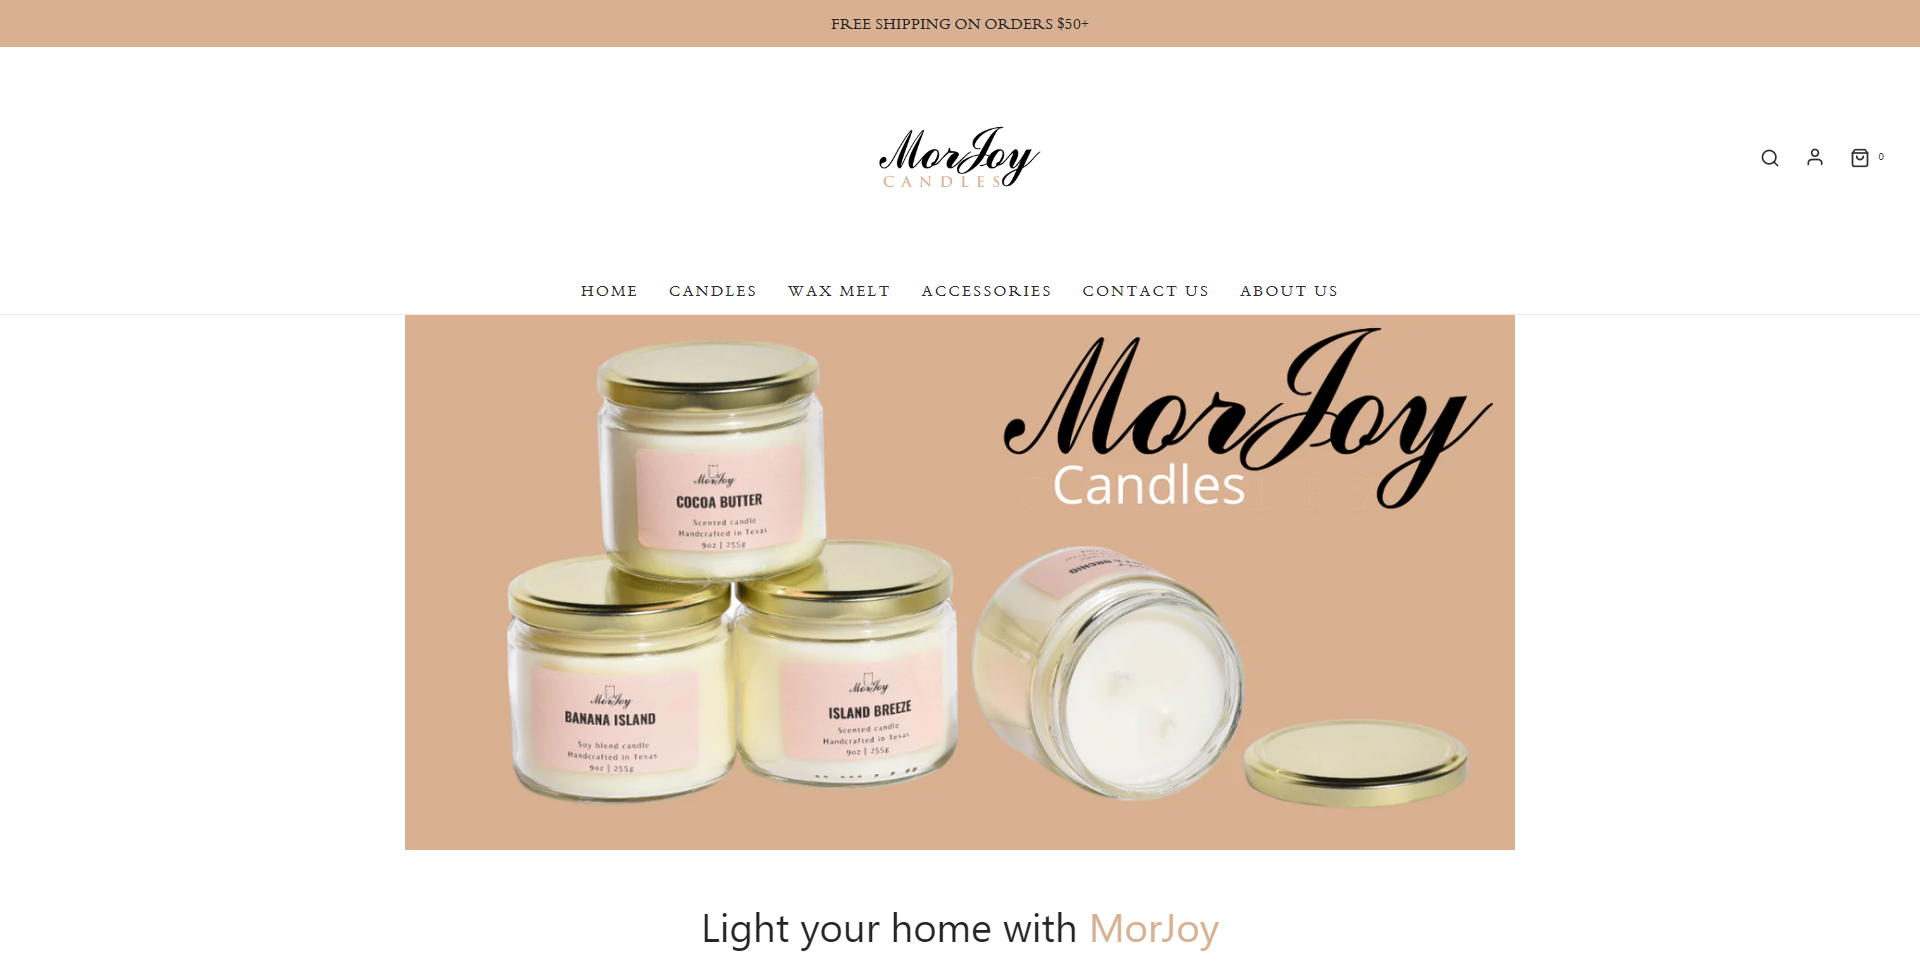 FREE SHIPPING ON ORDERS $50+
MorJoy
CANDLES
0
HOME CANDLES WAX MELT ACCESSORIES CONTACT US ABOUT US
MorJoy
Candles
MorJoy
COCOA BUTTER
Scented candle
Handcrafted in Texas
9oz | 255g
MorJoy
BANANA ISLAND
Soy blend candle
Handcrafted in Texas
9oz | 255g
MorJoy
ISLAND BREEZE
Scented candle
Handcrafted in Texas
9oz | 255g
ORCHID
Light your home with MorJoy